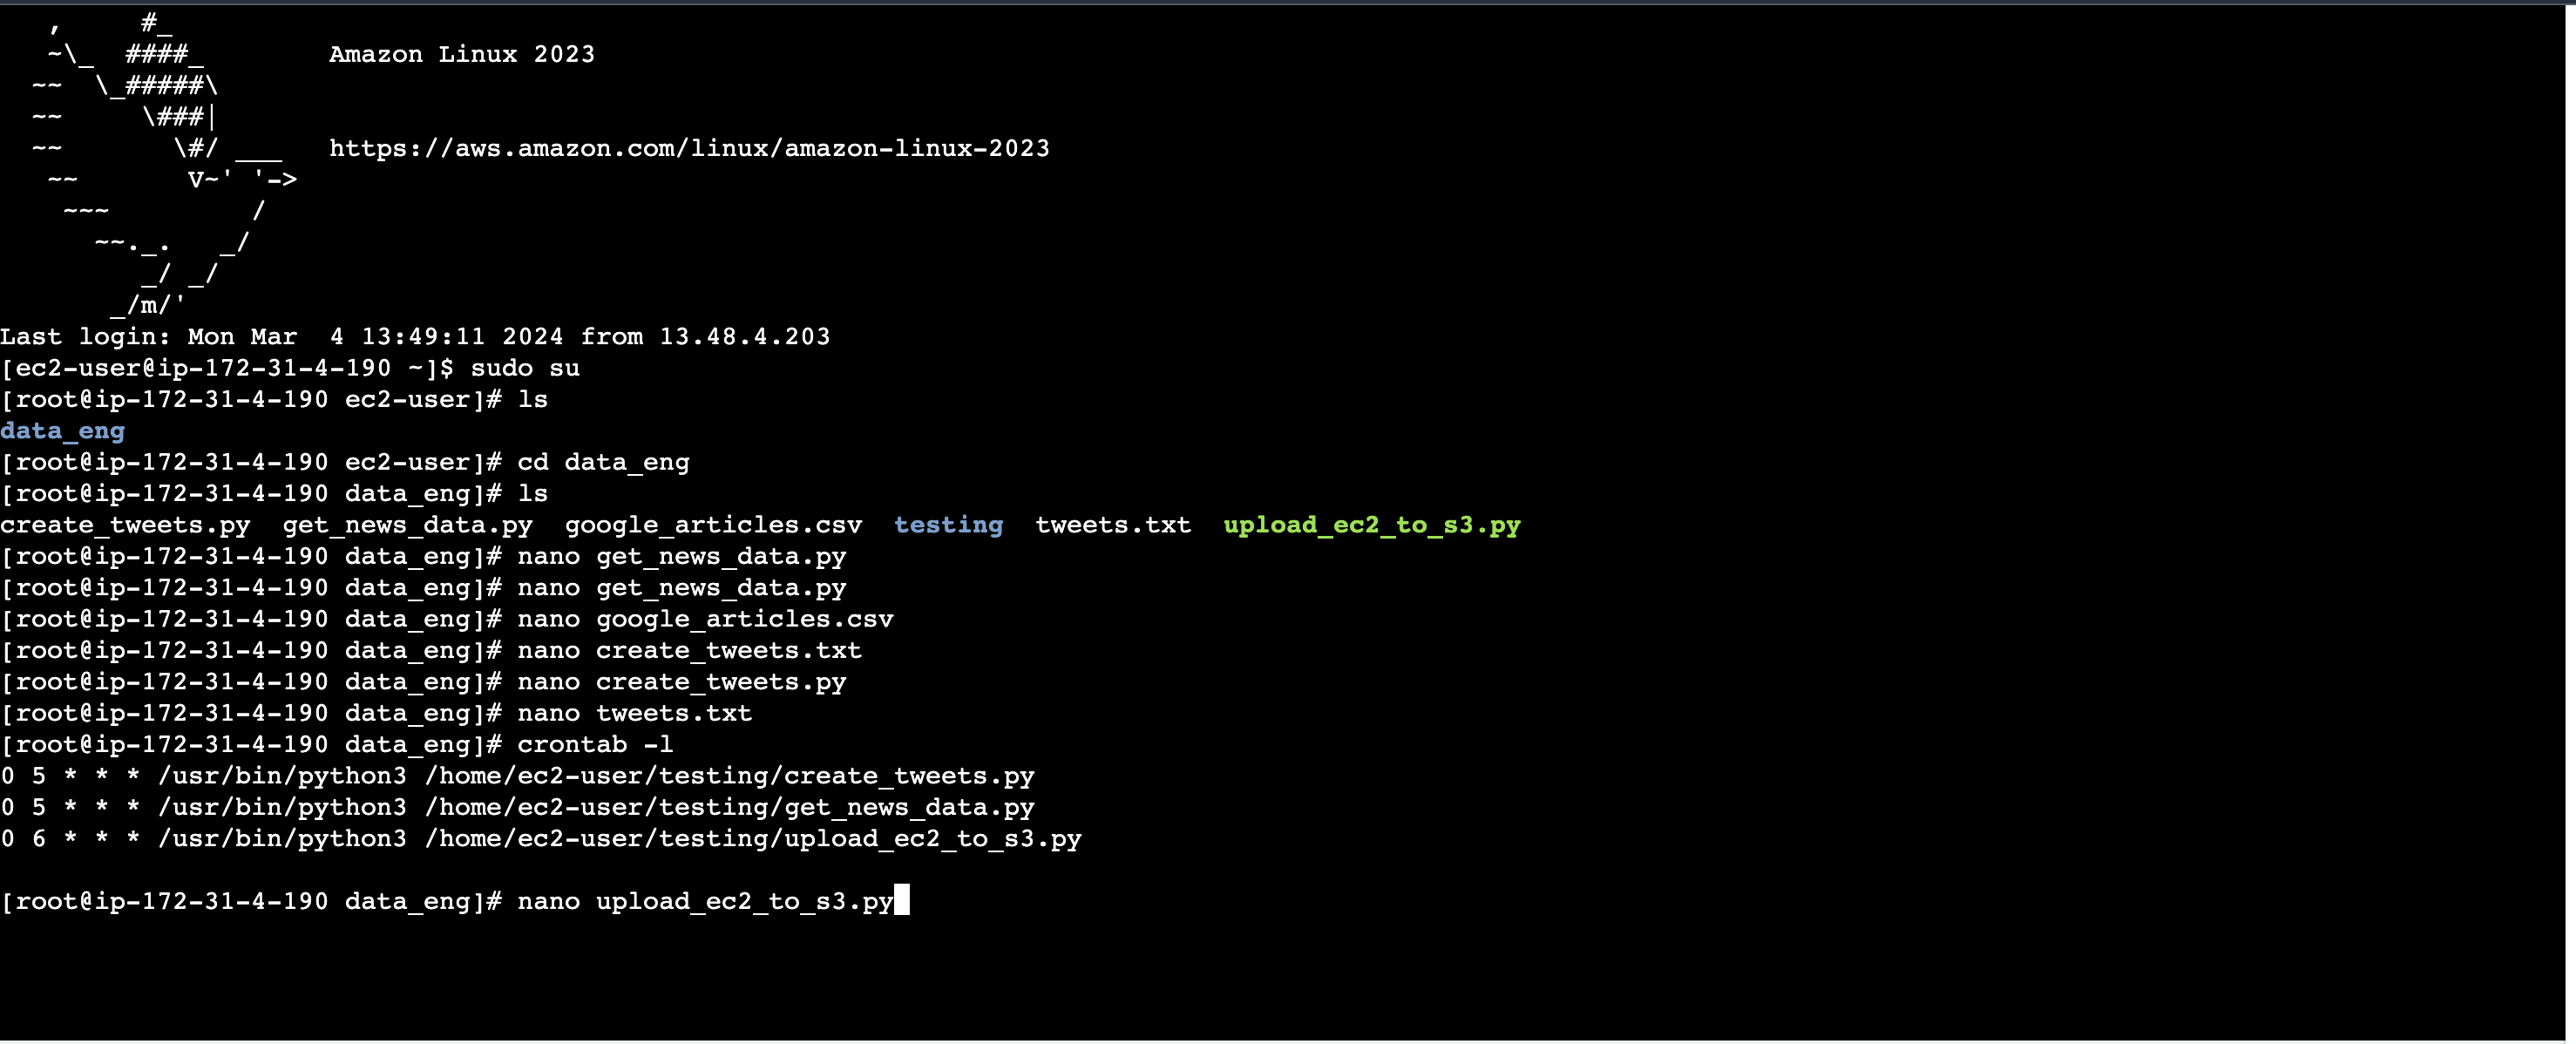 ,     #_
   ~\_  ####_        Amazon Linux 2023
  ~~  \_#####\
  ~~     \###|
  ~~       \#/ ___   https://aws.amazon.com/linux/amazon-linux-2023
   ~~       V~' '->
    ~~~         /
      ~~._.   _/
         _/ _/
       _/m/'
Last login: Mon Mar  4 13:49:11 2024 from 13.48.4.203
[ec2-user@ip-172-31-4-190 ~]$ sudo su
[root@ip-172-31-4-190 ec2-user]# ls
data_eng
[root@ip-172-31-4-190 ec2-user]# cd data_eng
[root@ip-172-31-4-190 data_eng]# ls
create_tweets.py  get_news_data.py  google_articles.csv  testing  tweets.txt  upload_ec2_to_s3.py
[root@ip-172-31-4-190 data_eng]# nano get_news_data.py
[root@ip-172-31-4-190 data_eng]# nano get_news_data.py
[root@ip-172-31-4-190 data_eng]# nano google_articles.csv
[root@ip-172-31-4-190 data_eng]# nano create_tweets.txt
[root@ip-172-31-4-190 data_eng]# nano create_tweets.py
[root@ip-172-31-4-190 data_eng]# nano tweets.txt
[root@ip-172-31-4-190 data_eng]# crontab -l
0 5 * * * /usr/bin/python3 /home/ec2-user/testing/create_tweets.py
0 5 * * * /usr/bin/python3 /home/ec2-user/testing/get_news_data.py
0 6 * * * /usr/bin/python3 /home/ec2-user/testing/upload_ec2_to_s3.py
[root@ip-172-31-4-190 data_eng]# nano upload_ec2_to_s3.py